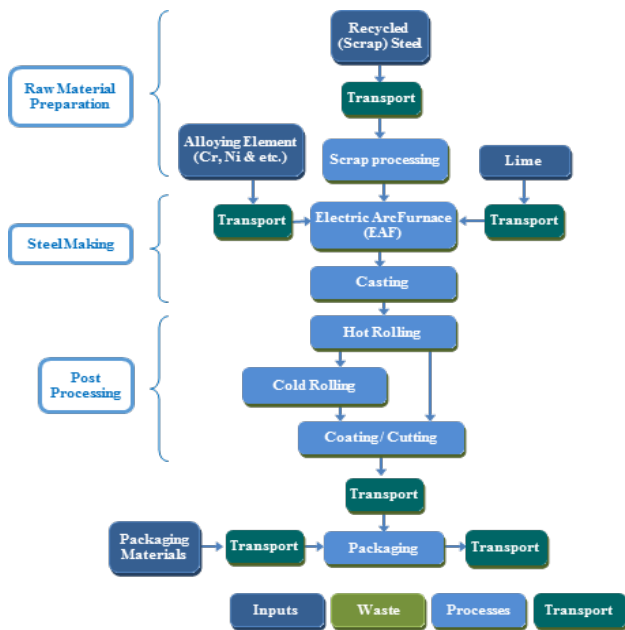 Recycled
(Scrap) Steel
Raw Material
Preparation
Transport
Alloying Element
(Cr, Ni & etc.)
Scrap processing
Lime
Transport
Electric Arc Furnace
(EAF)
Transport
Steel Making
Casting
Hot Rolling
Post
Processing
Cold Rolling
Coating / Cutting
Transport
Packaging
Materials
Transport
Packaging
Transport
Inputs
Waste
Processes
Transport